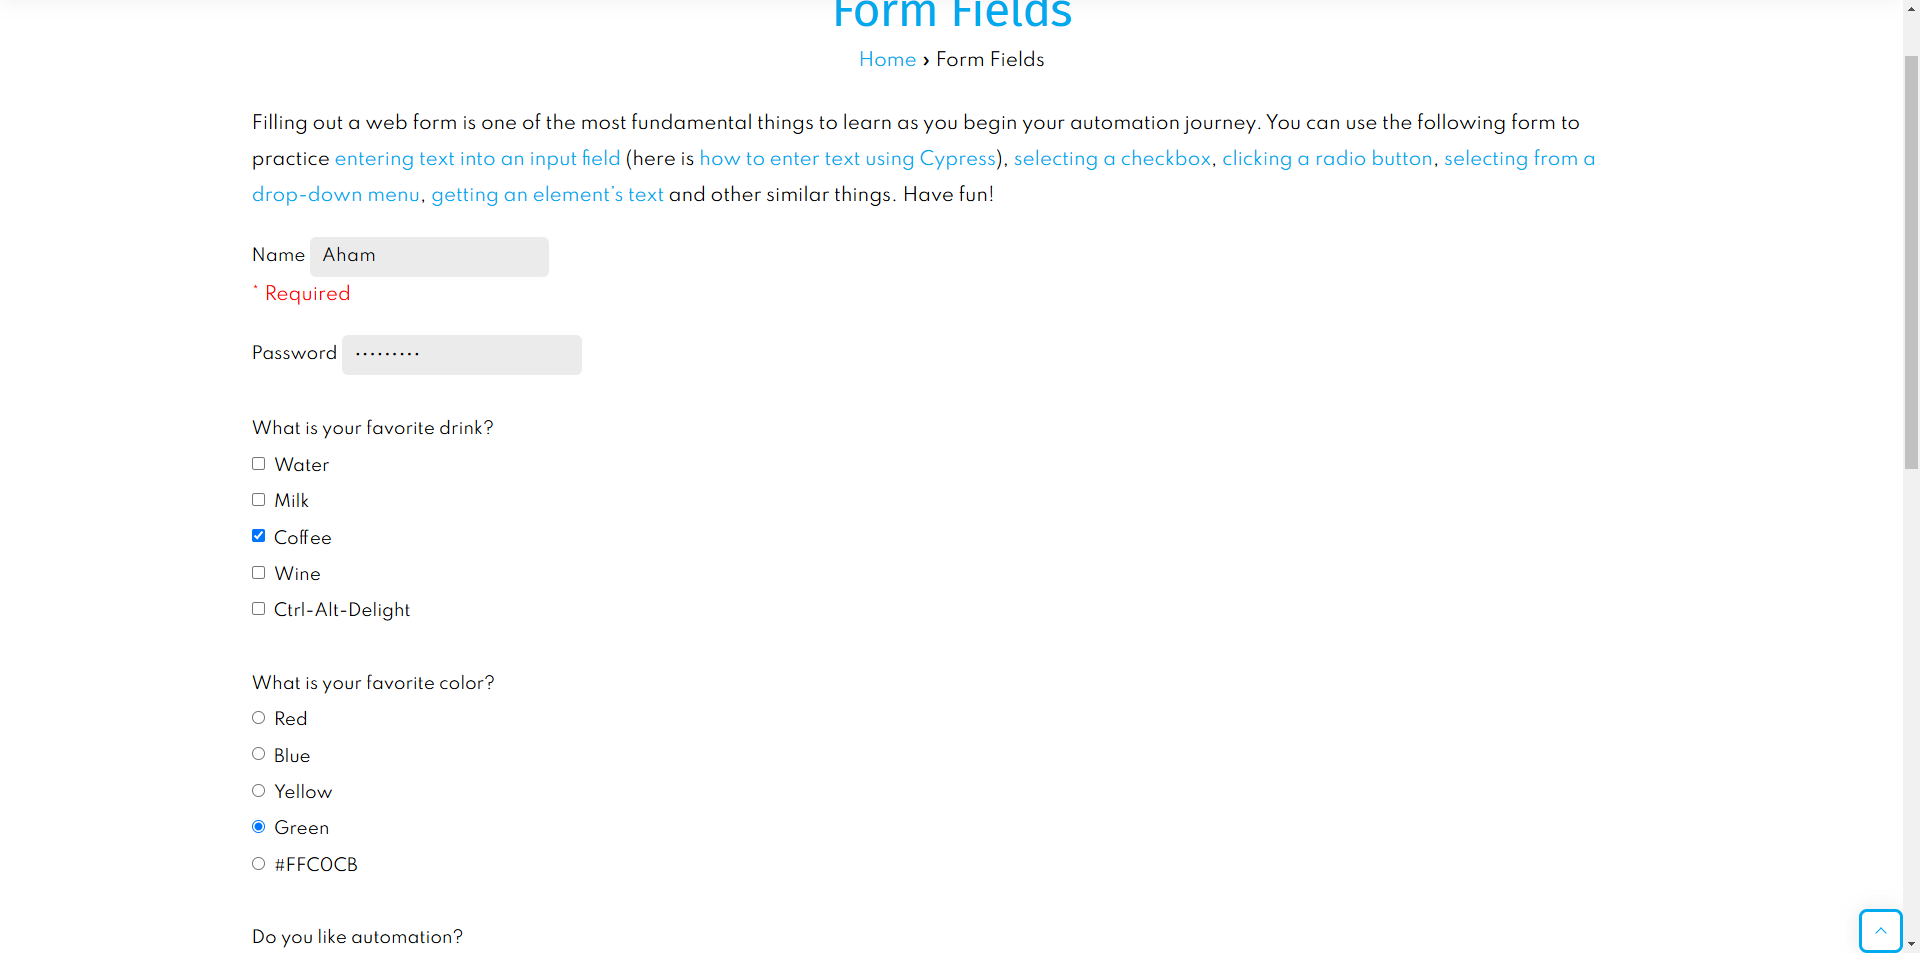 Form Fields
Home › Form Fields
Filling out a web form is one of the most fundamental things to learn as you begin your automation journey. You can use the following form to
practice entering text into an input field (here is how to enter text using Cypress), selecting a checkbox, clicking a radio button, selecting from a
drop-down menu, getting an element's text and other similar things. Have fun!
Name Aham
* Required
Password •••••••••
What is your favorite drink?
Water
Milk
Coffee
Wine
Ctrl-Alt-Delight
What is your favorite color?
Red
Blue
Yellow
Green
#FFC0CB
Do you like automation?